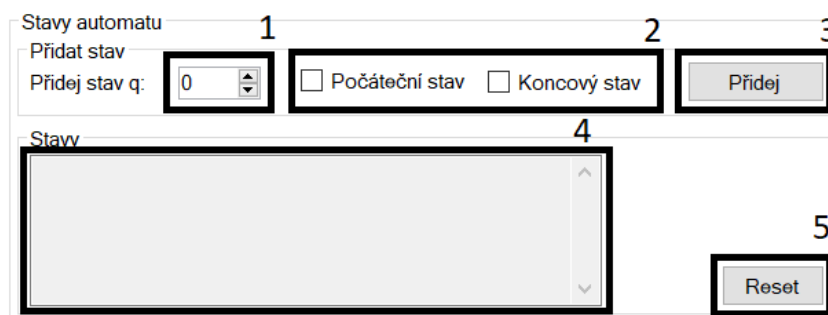 Stavy automatu 1 2 3
Přidat stav
Přidej stav q: 0 Počáteční stav Koncový stav Přidej
Stavy 4
5
Reset